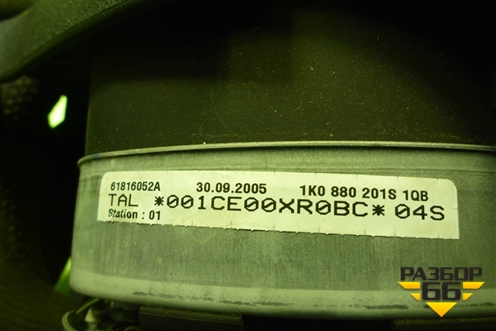 61816052A 30.09.2005 1K0 880 201S 1QB
TAL *001CE00XR0BC* 04S
Station : 01
РАЗБОР
66